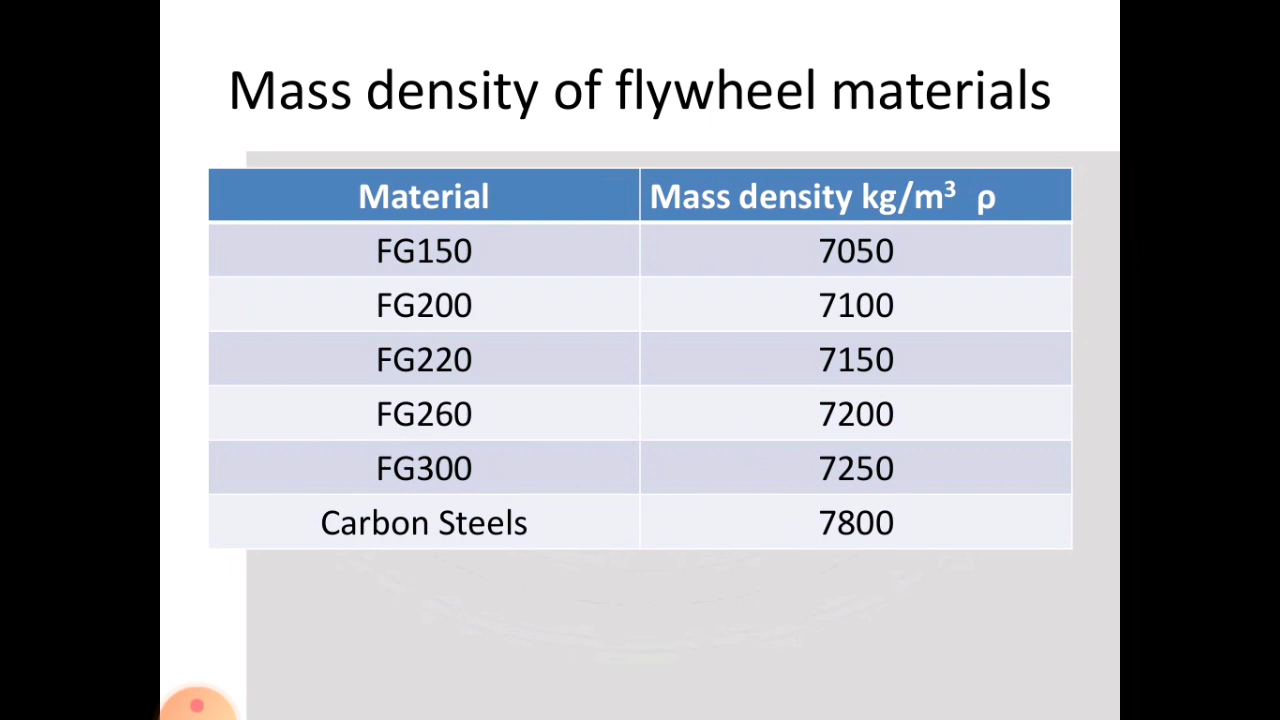 Mass density of flywheel materials
Material Mass density kg/m³ ρ
FG150 7050
FG200 7100
FG220 7150
FG260 7200
FG300 7250
Carbon Steels 7800